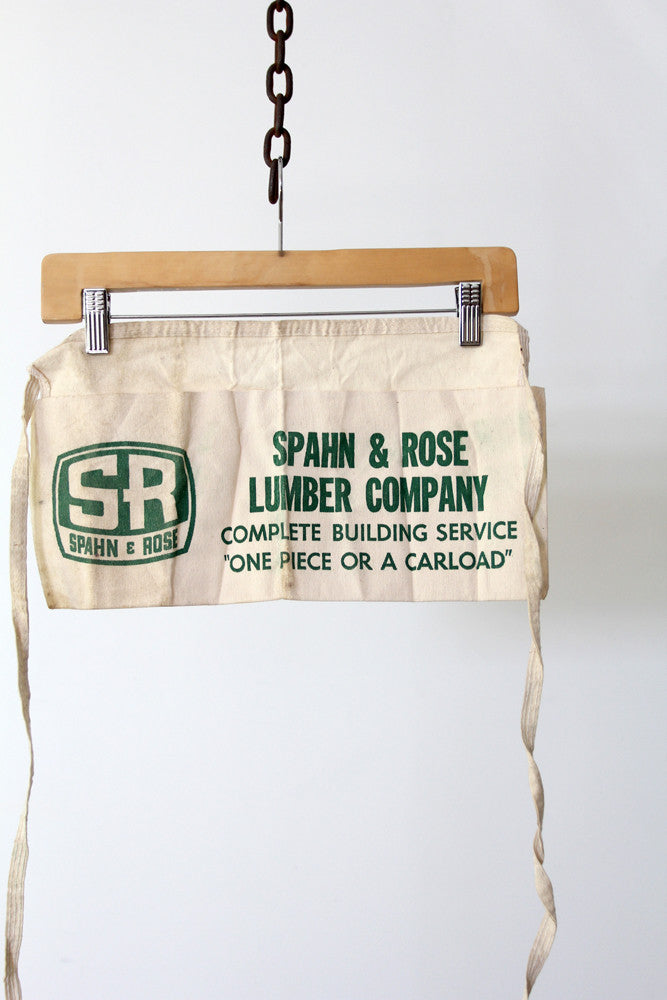 SR
SPAHN & ROSE
SPAHN & ROSE
LUMBER COMPANY
COMPLETE BUILDING SERVICE
"ONE PIECE OR A CARLOAD"